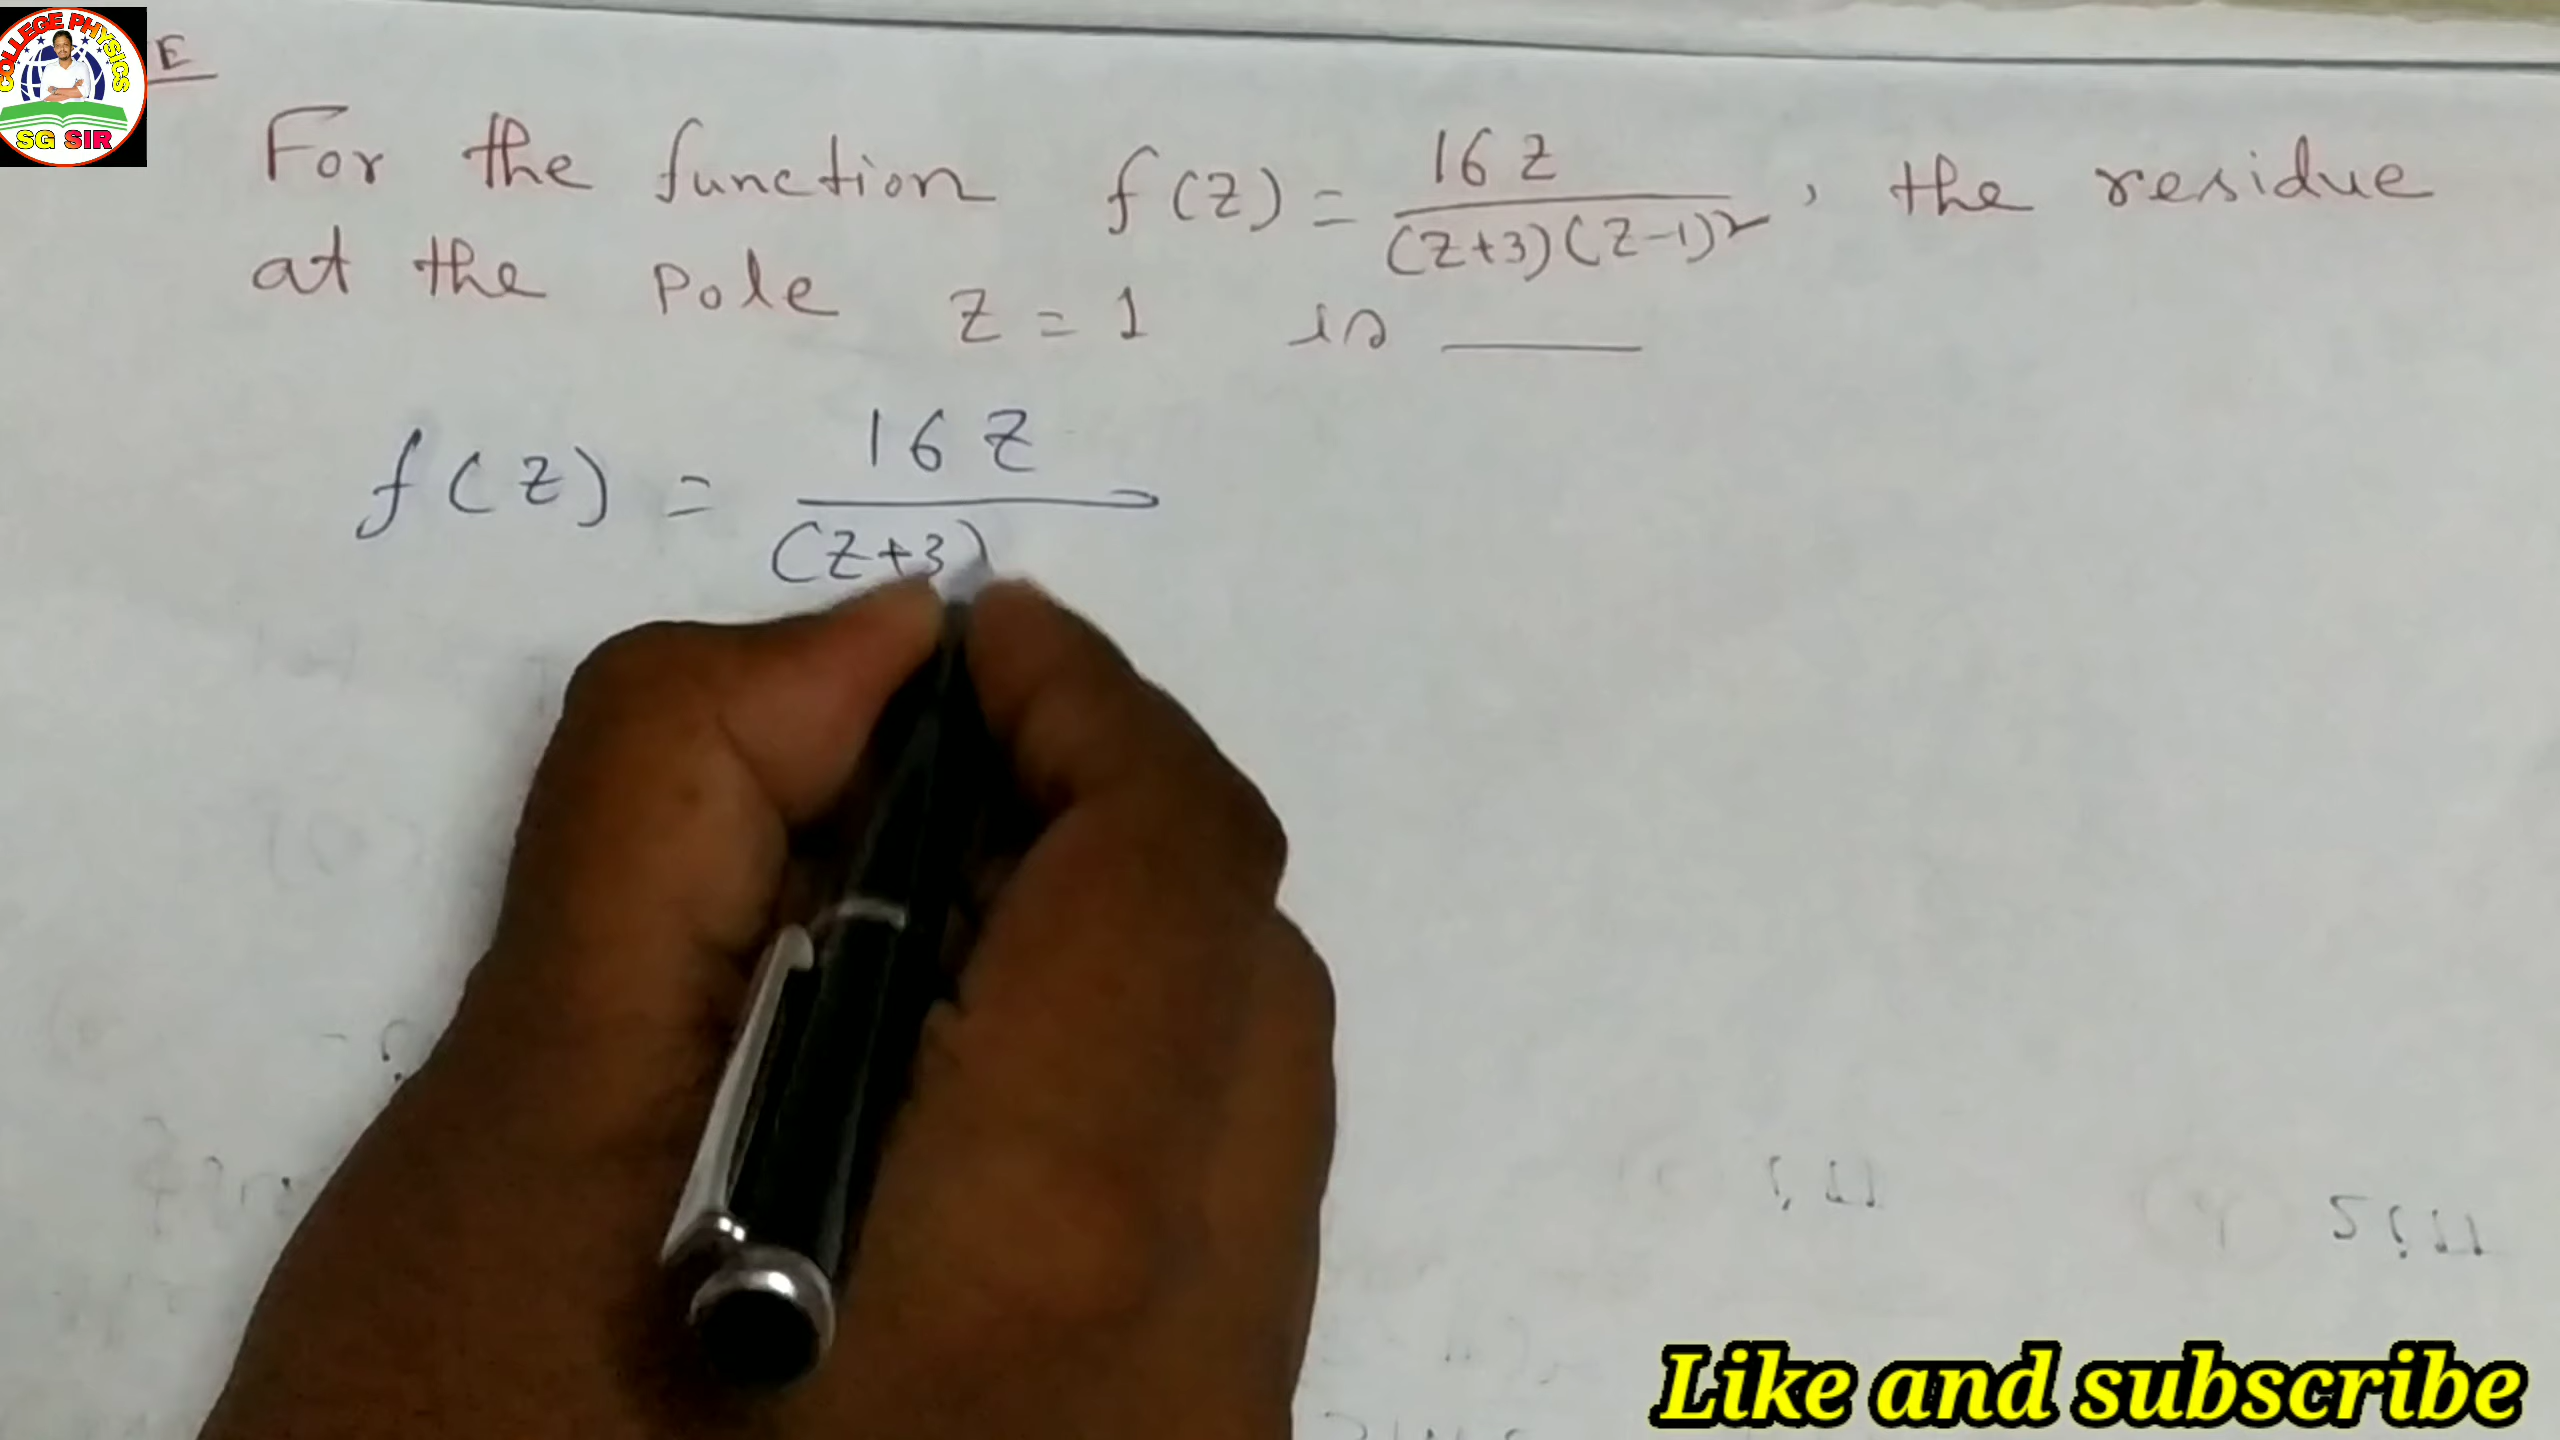 COLLEGE PHYSICS
SG SIR
E
For the function f(z) = 16z / (z+3)(z-1)², the residue
at the pole z = 1 is ____
f(z) = 16z / (z+3)
Like and subscribe